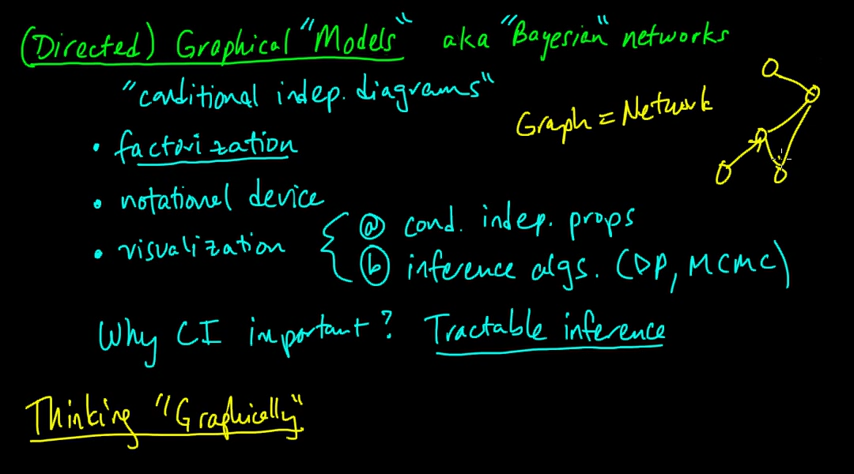 (Directed) Graphical "Models" aka "Bayesian" networks
"conditional indep. diagrams"
Graph = Network
• factorization
• notational device
• visualization
ⓐ cond. indep. props
ⓑ inference algs. (DP, MCMC)
Why CI important? Tractable inference
Thinking "Graphically"